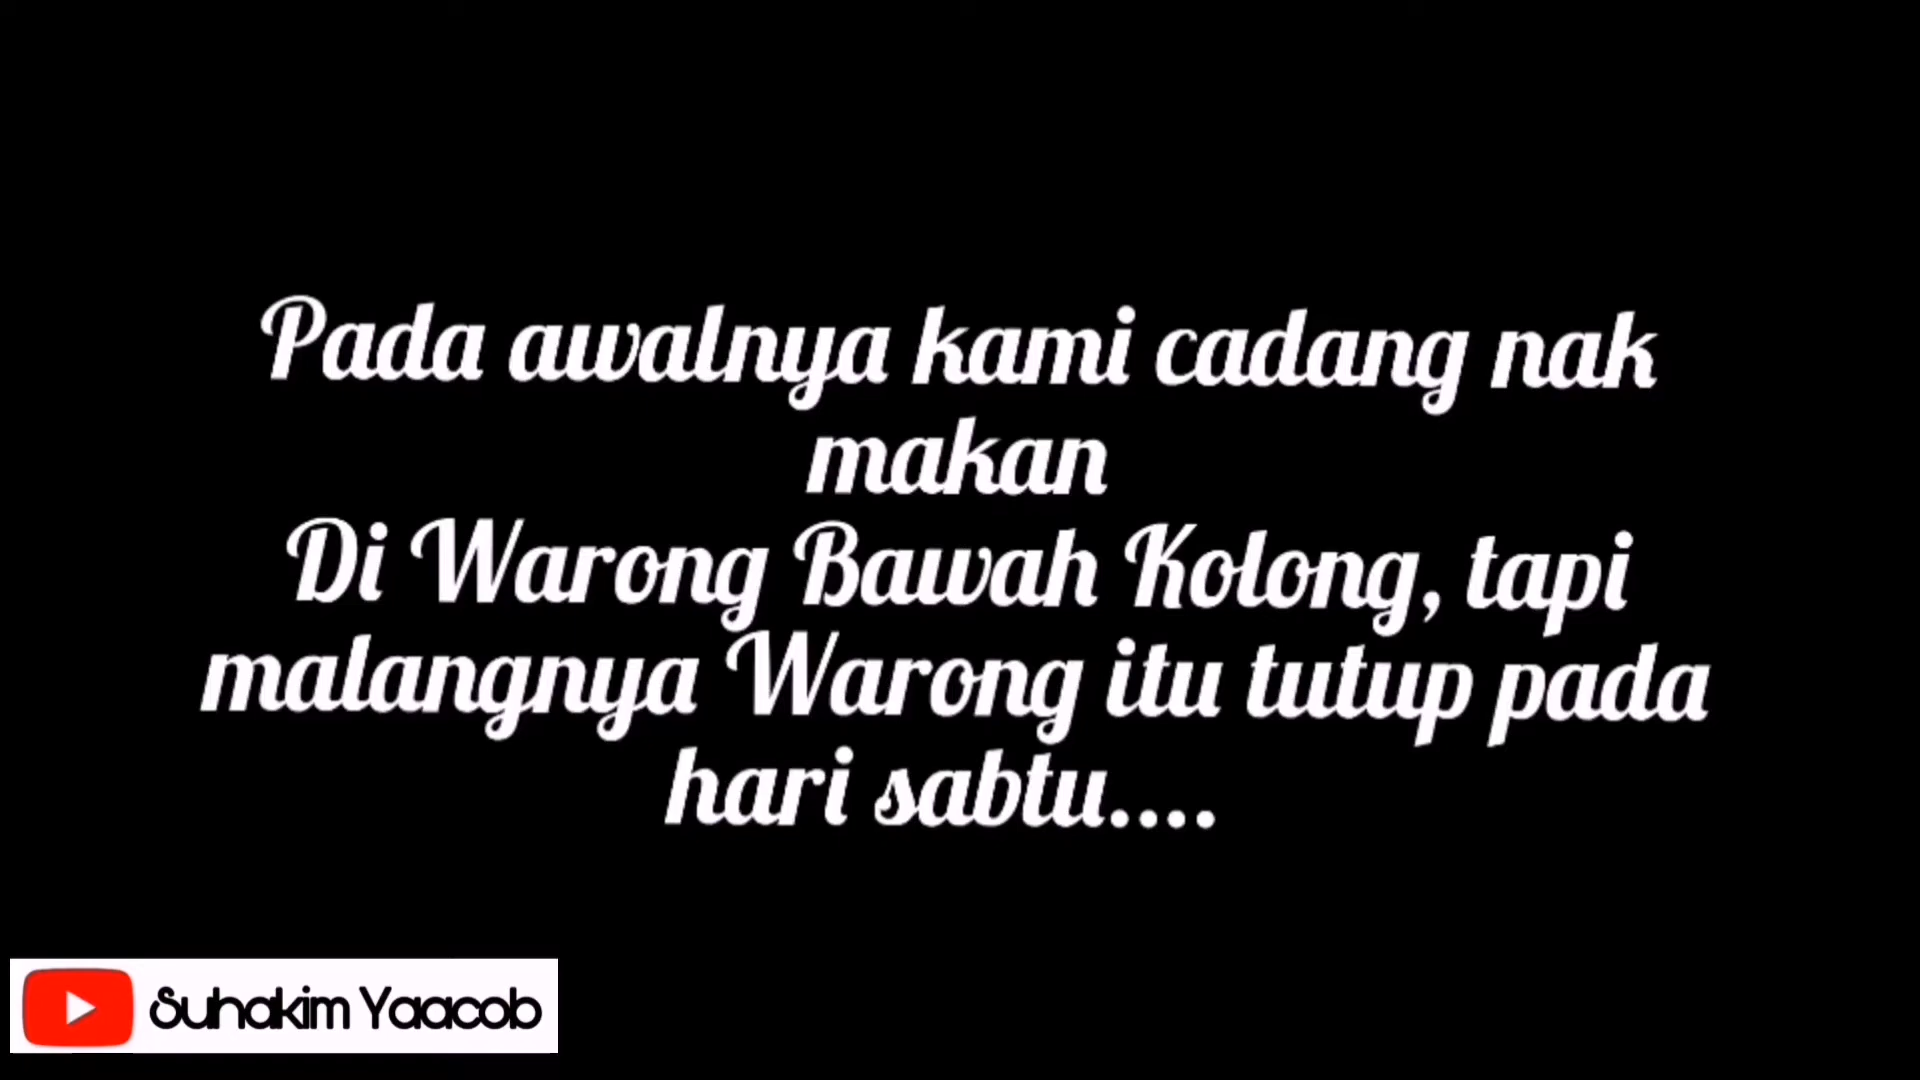 Pada awalnya kami cadang nak
makan
Di Warong Bawah Kolong, tapi
malangnya Warong itu tutup pada
hari sabtu....
Suhakim Yaacob